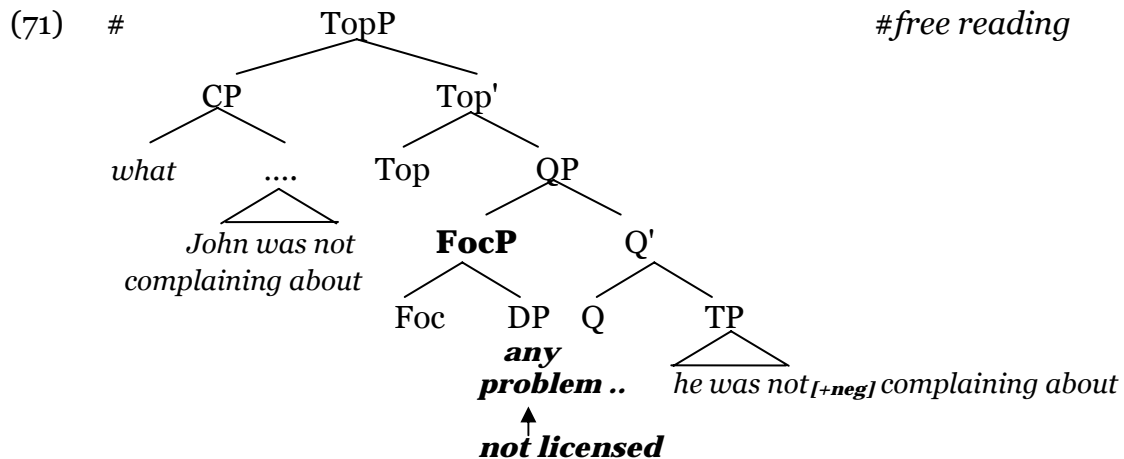 (71) # TopP #free reading
CP Top'
what .... Top QP
John was not FocP Q'
complaining about
Foc DP Q TP
any
problem .. he was not[+neg] complaining about
not licensed